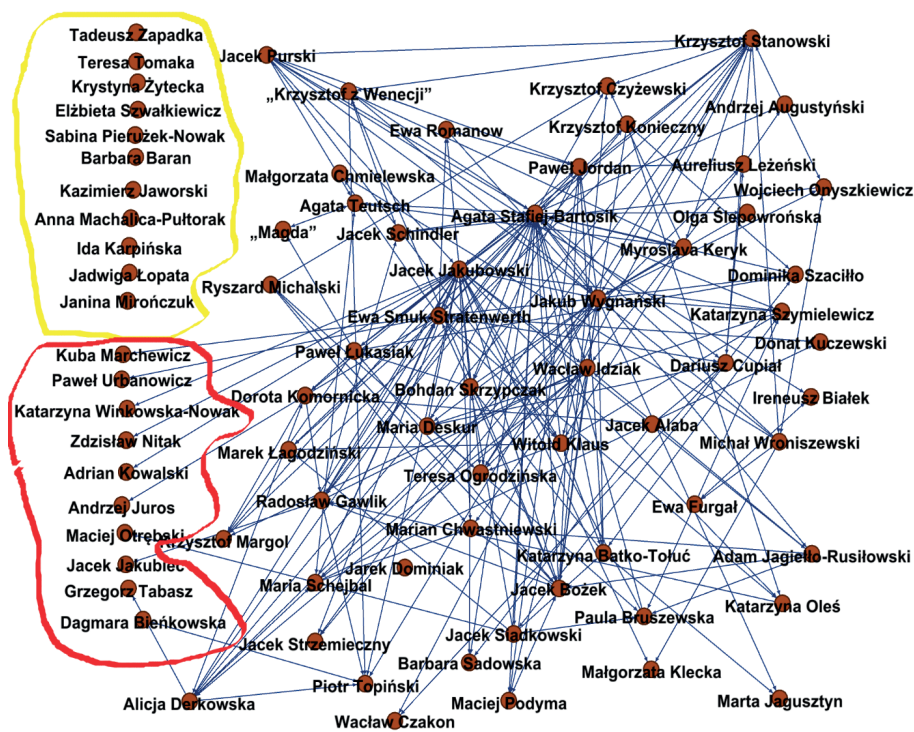 Tadeusz Zapadka
Teresa Tomaka
Krystyna Żytecka
Elżbieta Szwałkiewicz
Sabina Pierużek-Nowak
Barbara Baran
Kazimierz Jaworski
Anna Machalica-Pułtorak
Ida Karpińska
Jadwiga Łopata
Janina Mirończuk
Kuba Marchewicz
Paweł Urbanowicz
Katarzyna Winkowska-Nowak
Zdzisław Nitak
Adrian Kowalski
Andrzej Juros
Maciej Otrębski
Jacek Jakubiec
Grzegorz Tabasz
Dagmara Bieńkowska
Jacek Purski
Krzysztof Stanowski
„Krzysztof z Wenecji”
Krzysztof Czyżewski
Andrzej Augustyński
Ewa Romanow
Krzysztof Konieczny
Małgorzata Chmielewska
Paweł Jordan
Aureliusz Leżeński
Wojciech Onyszkiewicz
Agata Teutsch
Agata Stafiej-Bartosik
Olga Ślepowrońska
„Magda”
Jacek Schindler
Myroslava Keryk
Jacek Jakubowski
Dominika Szaciłło
Ryszard Michalski
Jakub Wygnański
Ewa Smuk-Stratenwerth
Katarzyna Szymielewicz
Paweł Łukasiak
Donat Kuczewski
Wacław Idziak
Dariusz Cupiał
Dorota Komornicka
Bohdan Skrzypczak
Ireneusz Białek
Maria Deskur
Jacek Alaba
Marek Łagodziński
Witold Klaus
Michał Wroniszewski
Teresa Ogrodzińska
Radosław Gawlik
Ewa Furgał
Marian Chwastniewski
Krzysztof Margol
Katarzyna Batko-Tołuć
Adam Jagiełło-Rusiłowski
Jarek Dominiak
Maria Schejbal
Jacek Bożek
Katarzyna Oleś
Paula Bruszewska
Jacek Strzemieczny
Jacek Siadkowski
Barbara Sadowska
Małgorzata Klecka
Piotr Topiński
Alicja Derkowska
Maciej Podyma
Marta Jagusztyn
Wacław Czakon